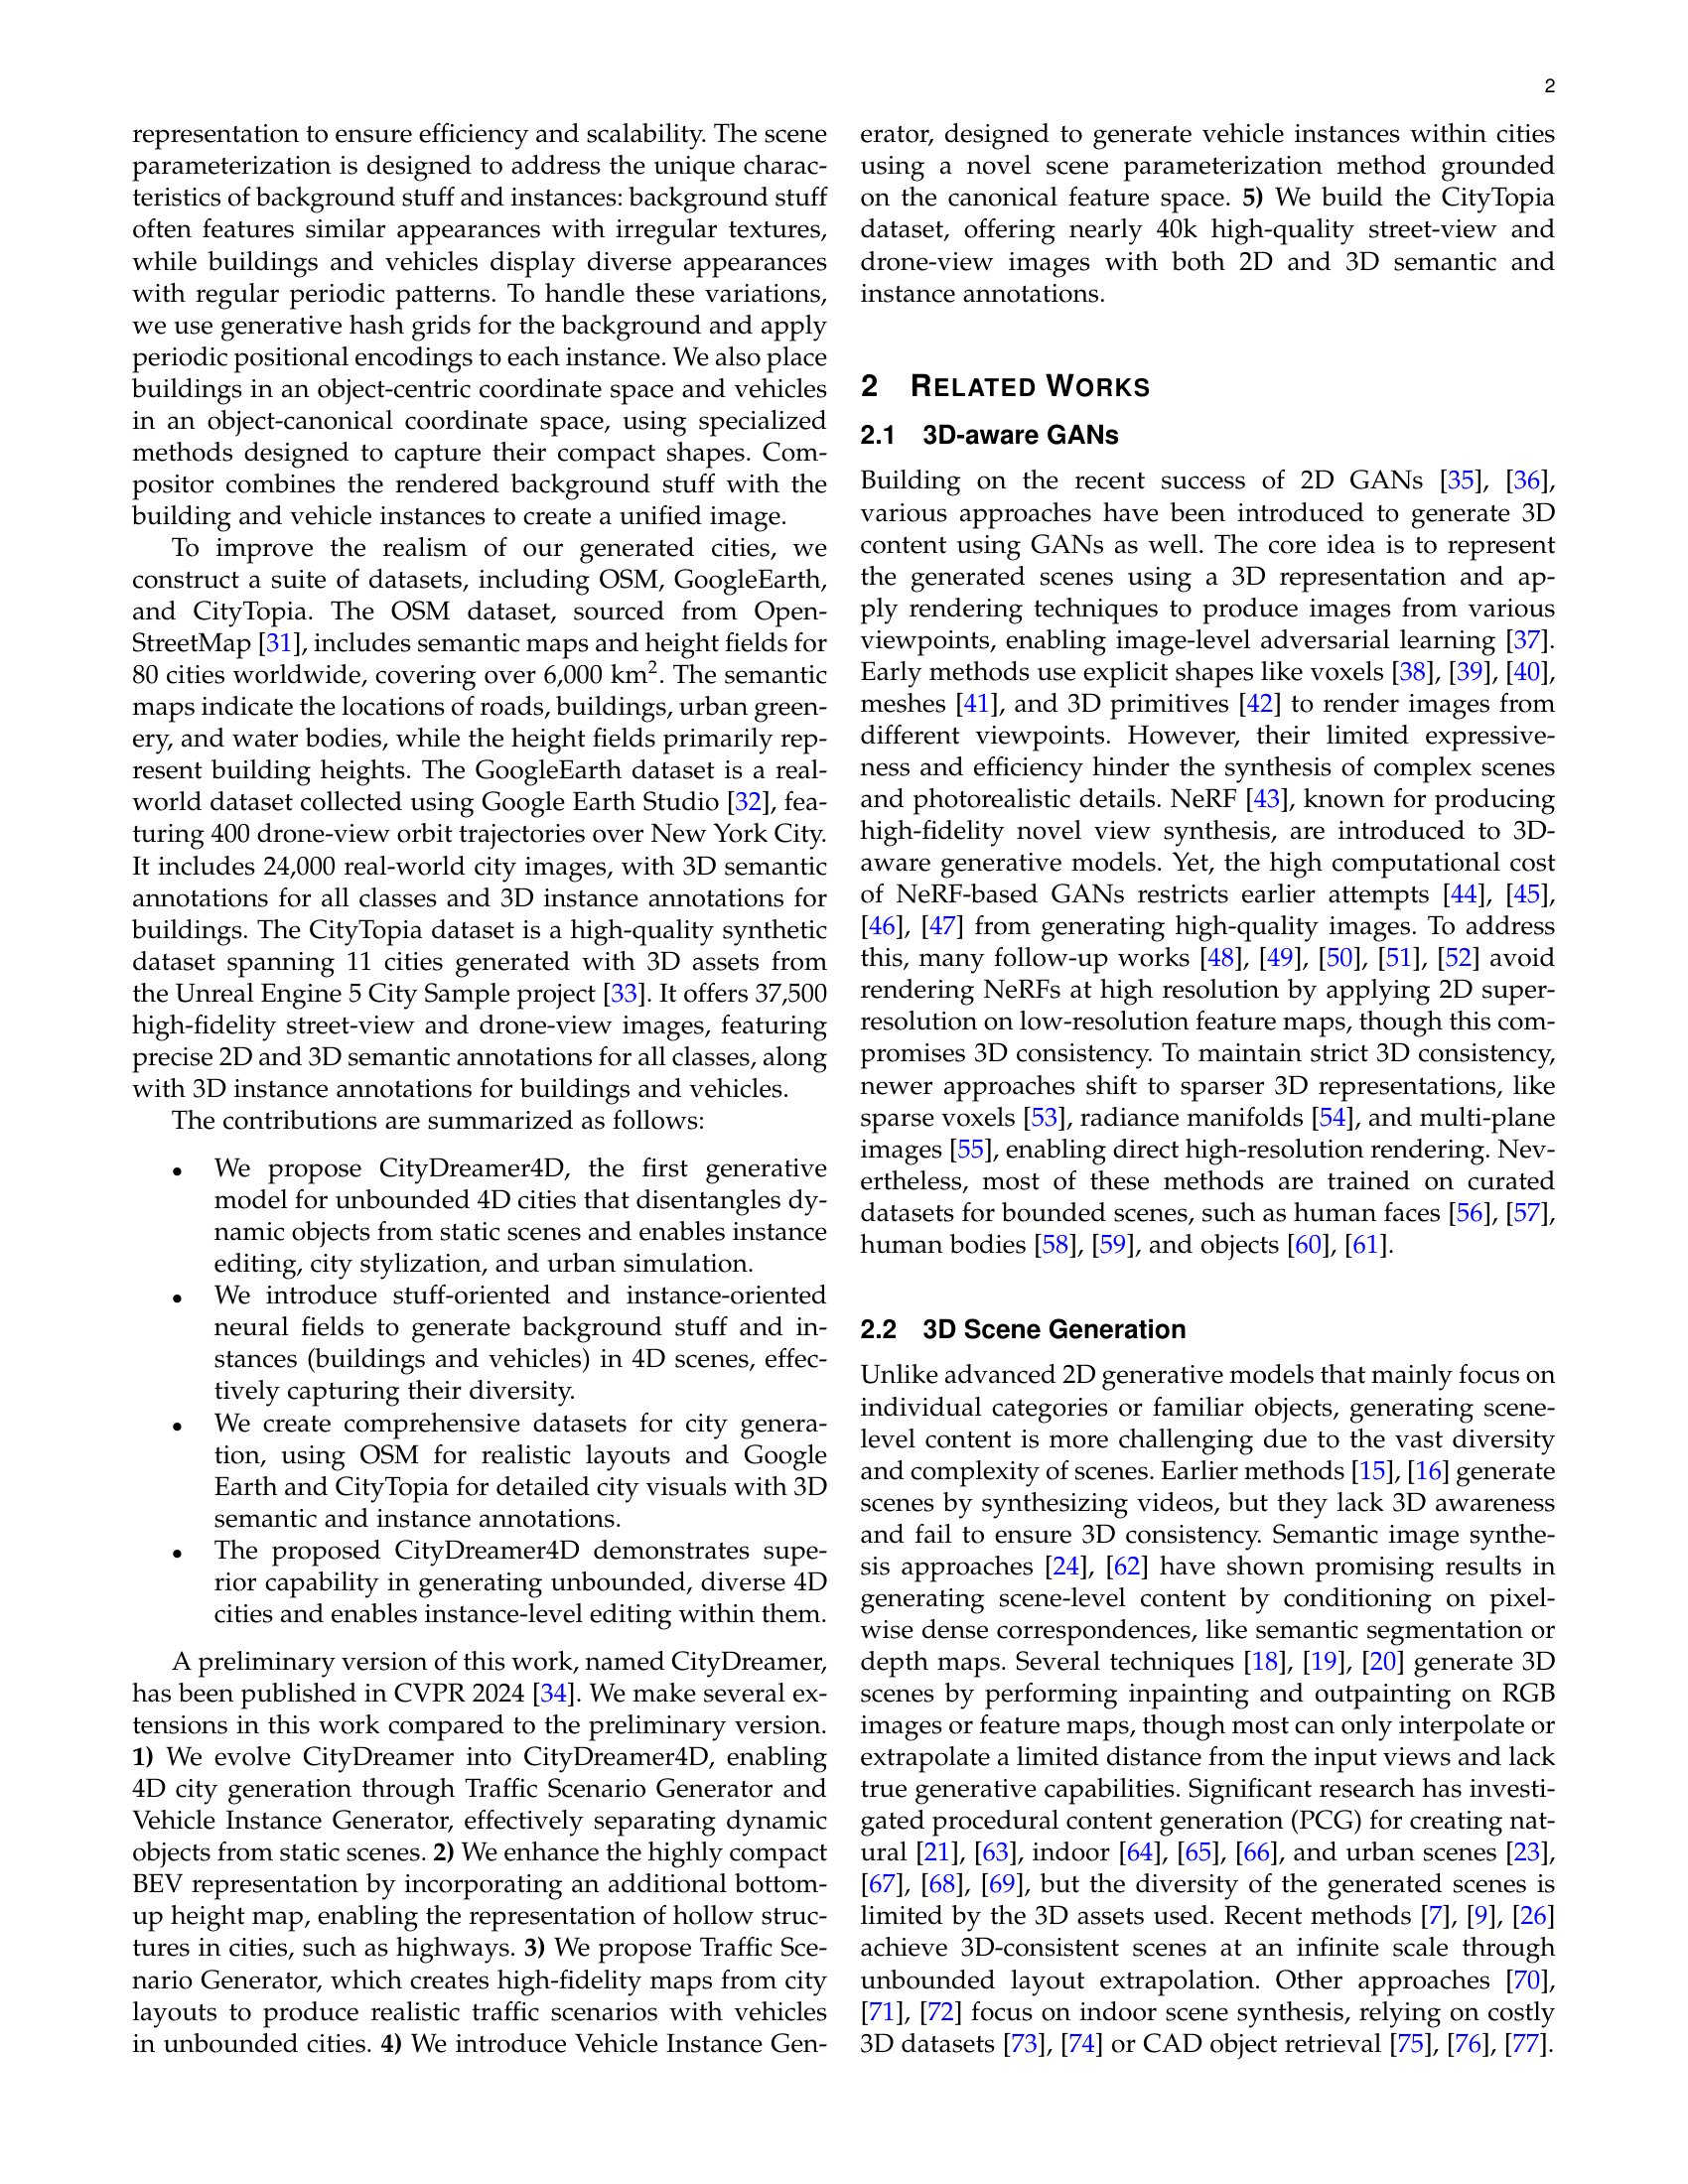 2
representation to ensure efficiency and scalability. The scene
parameterization is designed to address the unique charac-
teristics of background stuff and instances: background stuff
often features similar appearances with irregular textures,
while buildings and vehicles display diverse appearances
with regular periodic patterns. To handle these variations,
we use generative hash grids for the background and apply
periodic positional encodings to each instance. We also place
buildings in an object-centric coordinate space and vehicles
in an object-canonical coordinate space, using specialized
methods designed to capture their compact shapes. Com-
positor combines the rendered background stuff with the
building and vehicle instances to create a unified image.
To improve the realism of our generated cities, we
construct a suite of datasets, including OSM, GoogleEarth,
and CityTopia. The OSM dataset, sourced from Open-
StreetMap [31], includes semantic maps and height fields for
80 cities worldwide, covering over 6,000 km². The semantic
maps indicate the locations of roads, buildings, urban green-
ery, and water bodies, while the height fields primarily rep-
resent building heights. The GoogleEarth dataset is a real-
world dataset collected using Google Earth Studio [32], fea-
turing 400 drone-view orbit trajectories over New York City.
It includes 24,000 real-world city images, with 3D semantic
annotations for all classes and 3D instance annotations for
buildings. The CityTopia dataset is a high-quality synthetic
dataset spanning 11 cities generated with 3D assets from
the Unreal Engine 5 City Sample project [33]. It offers 37,500
high-fidelity street-view and drone-view images, featuring
precise 2D and 3D semantic annotations for all classes, along
with 3D instance annotations for buildings and vehicles.
The contributions are summarized as follows:
• We propose CityDreamer4D, the first generative
model for unbounded 4D cities that disentangles dy-
namic objects from static scenes and enables instance
editing, city stylization, and urban simulation.
• We introduce stuff-oriented and instance-oriented
neural fields to generate background stuff and in-
stances (buildings and vehicles) in 4D scenes, effec-
tively capturing their diversity.
• We create comprehensive datasets for city genera-
tion, using OSM for realistic layouts and Google
Earth and CityTopia for detailed city visuals with 3D
semantic and instance annotations.
• The proposed CityDreamer4D demonstrates supe-
rior capability in generating unbounded, diverse 4D
cities and enables instance-level editing within them.
A preliminary version of this work, named CityDreamer,
has been published in CVPR 2024 [34]. We make several ex-
tensions in this work compared to the preliminary version.
1) We evolve CityDreamer into CityDreamer4D, enabling
4D city generation through Traffic Scenario Generator and
Vehicle Instance Generator, effectively separating dynamic
objects from static scenes. 2) We enhance the highly compact
BEV representation by incorporating an additional bottom-
up height map, enabling the representation of hollow struc-
tures in cities, such as highways. 3) We propose Traffic Sce-
nario Generator, which creates high-fidelity maps from city
layouts to produce realistic traffic scenarios with vehicles
in unbounded cities. 4) We introduce Vehicle Instance Gen-
erator, designed to generate vehicle instances within cities
using a novel scene parameterization method grounded
on the canonical feature space. 5) We build the CityTopia
dataset, offering nearly 40k high-quality street-view and
drone-view images with both 2D and 3D semantic and
instance annotations.
2 RELATED WORKS
2.1 3D-aware GANs
Building on the recent success of 2D GANs [35], [36],
various approaches have been introduced to generate 3D
content using GANs as well. The core idea is to represent
the generated scenes using a 3D representation and ap-
ply rendering techniques to produce images from various
viewpoints, enabling image-level adversarial learning [37].
Early methods use explicit shapes like voxels [38], [39], [40],
meshes [41], and 3D primitives [42] to render images from
different viewpoints. However, their limited expressive-
ness and efficiency hinder the synthesis of complex scenes
and photorealistic details. NeRF [43], known for producing
high-fidelity novel view synthesis, are introduced to 3D-
aware generative models. Yet, the high computational cost
of NeRF-based GANs restricts earlier attempts [44], [45],
[46], [47] from generating high-quality images. To address
this, many follow-up works [48], [49], [50], [51], [52] avoid
rendering NeRFs at high resolution by applying 2D super-
resolution on low-resolution feature maps, though this com-
promises 3D consistency. To maintain strict 3D consistency,
newer approaches shift to sparser 3D representations, like
sparse voxels [53], radiance manifolds [54], and multi-plane
images [55], enabling direct high-resolution rendering. Nev-
ertheless, most of these methods are trained on curated
datasets for bounded scenes, such as human faces [56], [57],
human bodies [58], [59], and objects [60], [61].
2.2 3D Scene Generation
Unlike advanced 2D generative models that mainly focus on
individual categories or familiar objects, generating scene-
level content is more challenging due to the vast diversity
and complexity of scenes. Earlier methods [15], [16] generate
scenes by synthesizing videos, but they lack 3D awareness
and fail to ensure 3D consistency. Semantic image synthe-
sis approaches [24], [62] have shown promising results in
generating scene-level content by conditioning on pixel-
wise dense correspondences, like semantic segmentation or
depth maps. Several techniques [18], [19], [20] generate 3D
scenes by performing inpainting and outpainting on RGB
images or feature maps, though most can only interpolate or
extrapolate a limited distance from the input views and lack
true generative capabilities. Significant research has investi-
gated procedural content generation (PCG) for creating nat-
ural [21], [63], indoor [64], [65], [66], and urban scenes [23],
[67], [68], [69], but the diversity of the generated scenes is
limited by the 3D assets used. Recent methods [7], [9], [26]
achieve 3D-consistent scenes at an infinite scale through
unbounded layout extrapolation. Other approaches [70],
[71], [72] focus on indoor scene synthesis, relying on costly
3D datasets [73], [74] or CAD object retrieval [75], [76], [77].